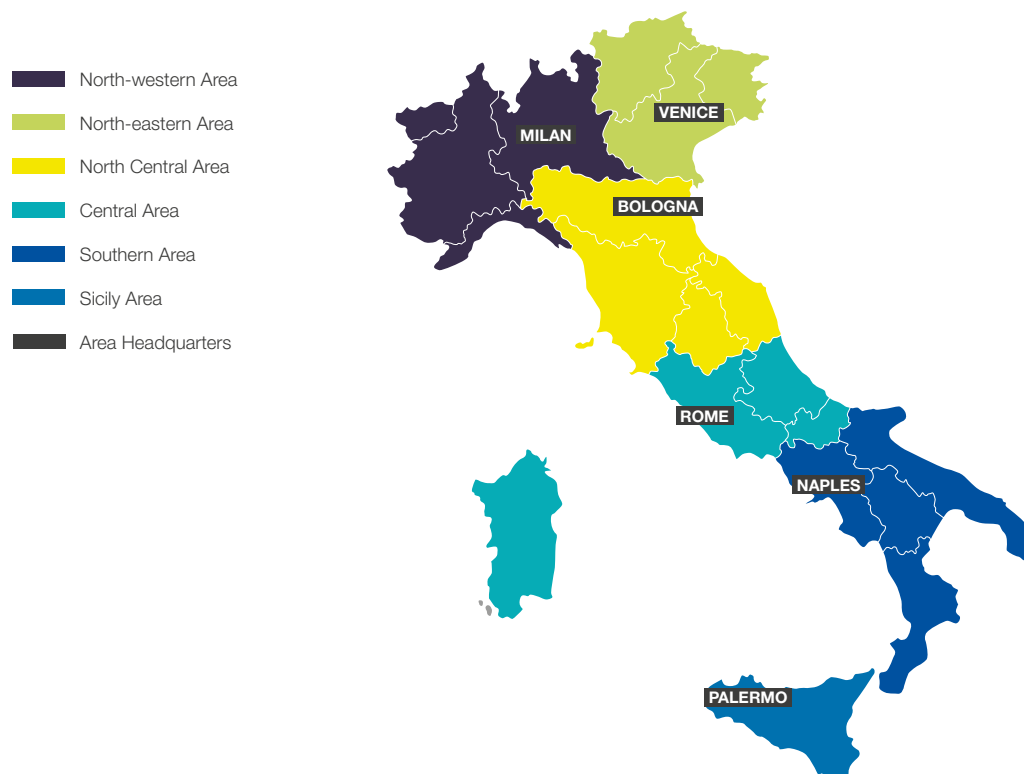 North-western Area
North-eastern Area
North Central Area
Central Area
Southern Area
Sicily Area
Area Headquarters
VENICE
MILAN
BOLOGNA
ROME
NAPLES
PALERMO